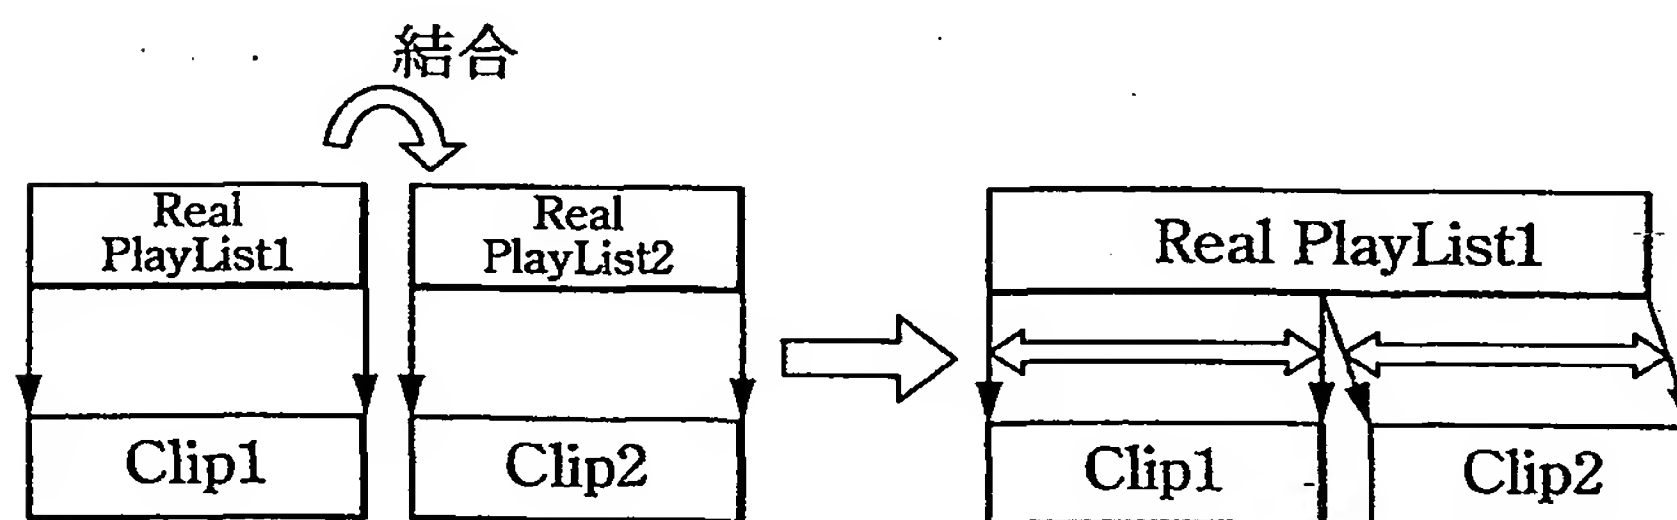 結合
Real
PlayList1
Real
PlayList2
Real PlayList1
Clip1
Clip2
Clip1
Clip2